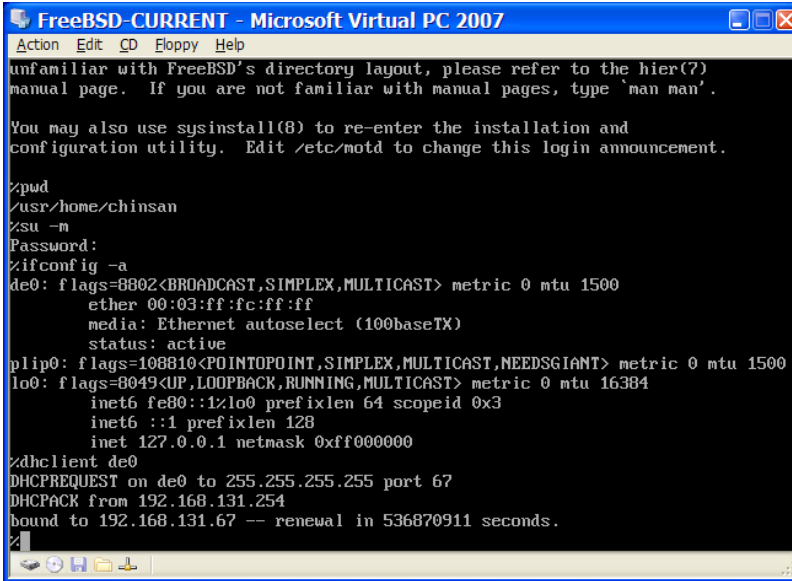 FreeBSD-CURRENT - Microsoft Virtual PC 2007
Action Edit CD Floppy Help
unfamiliar with FreeBSD's directory layout, please refer to the hier(7)
manual page.  If you are not familiar with manual pages, type `man man'.
You may also use sysinstall(8) to re-enter the installation and
configuration utility.  Edit /etc/motd to change this login announcement.
%pwd
/usr/home/chinsan
%su -m
Password:
%ifconfig -a
de0: flags=8802<BROADCAST,SIMPLEX,MULTICAST> metric 0 mtu 1500
ether 00:03:ff:fc:ff:ff
media: Ethernet autoselect (100baseTX)
status: active
plip0: flags=108810<POINTOPOINT,SIMPLEX,MULTICAST,NEEDSGIANT> metric 0 mtu 1500
lo0: flags=8049<UP,LOOPBACK,RUNNING,MULTICAST> metric 0 mtu 16384
inet6 fe80::1%lo0 prefixlen 64 scopeid 0x3
inet6 ::1 prefixlen 128
inet 127.0.0.1 netmask 0xff000000
%dhclient de0
DHCPREQUEST on de0 to 255.255.255.255 port 67
DHCPACK from 192.168.131.254
bound to 192.168.131.67 -- renewal in 536870911 seconds.
%